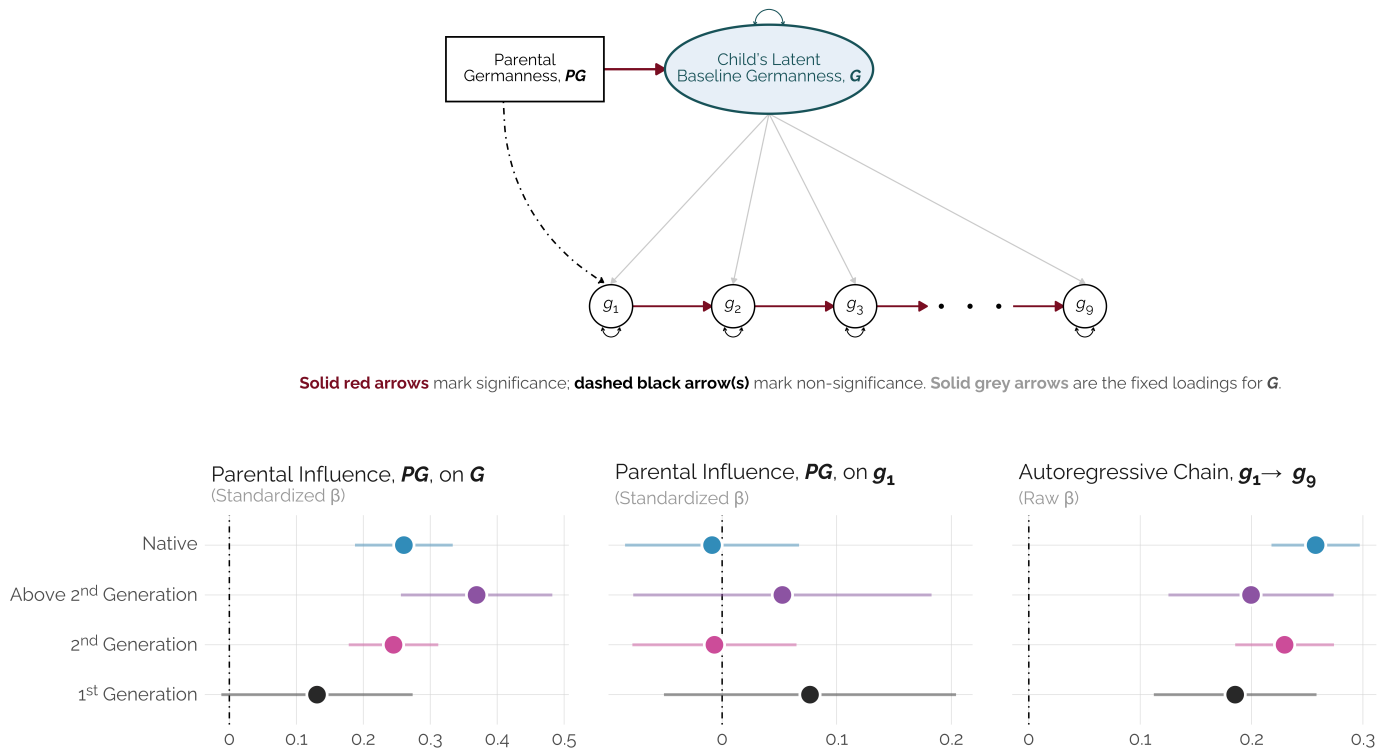 Parental
Germanness, PG
Child's Latent
Baseline Germanness, G
g1
g2
g3
g9
Solid red arrows mark significance; dashed black arrow(s) mark non-significance. Solid grey arrows are the fixed loadings for G.
Parental Influence, PG, on G
(Standardized β)
Parental Influence, PG, on g1
(Standardized β)
Autoregressive Chain, g1→ g9
(Raw β)
Native
Above 2nd Generation
2nd Generation
1st Generation
0 0.1 0.2 0.3 0.4 0.5
0 0.1 0.2
0 0.1 0.2 0.3